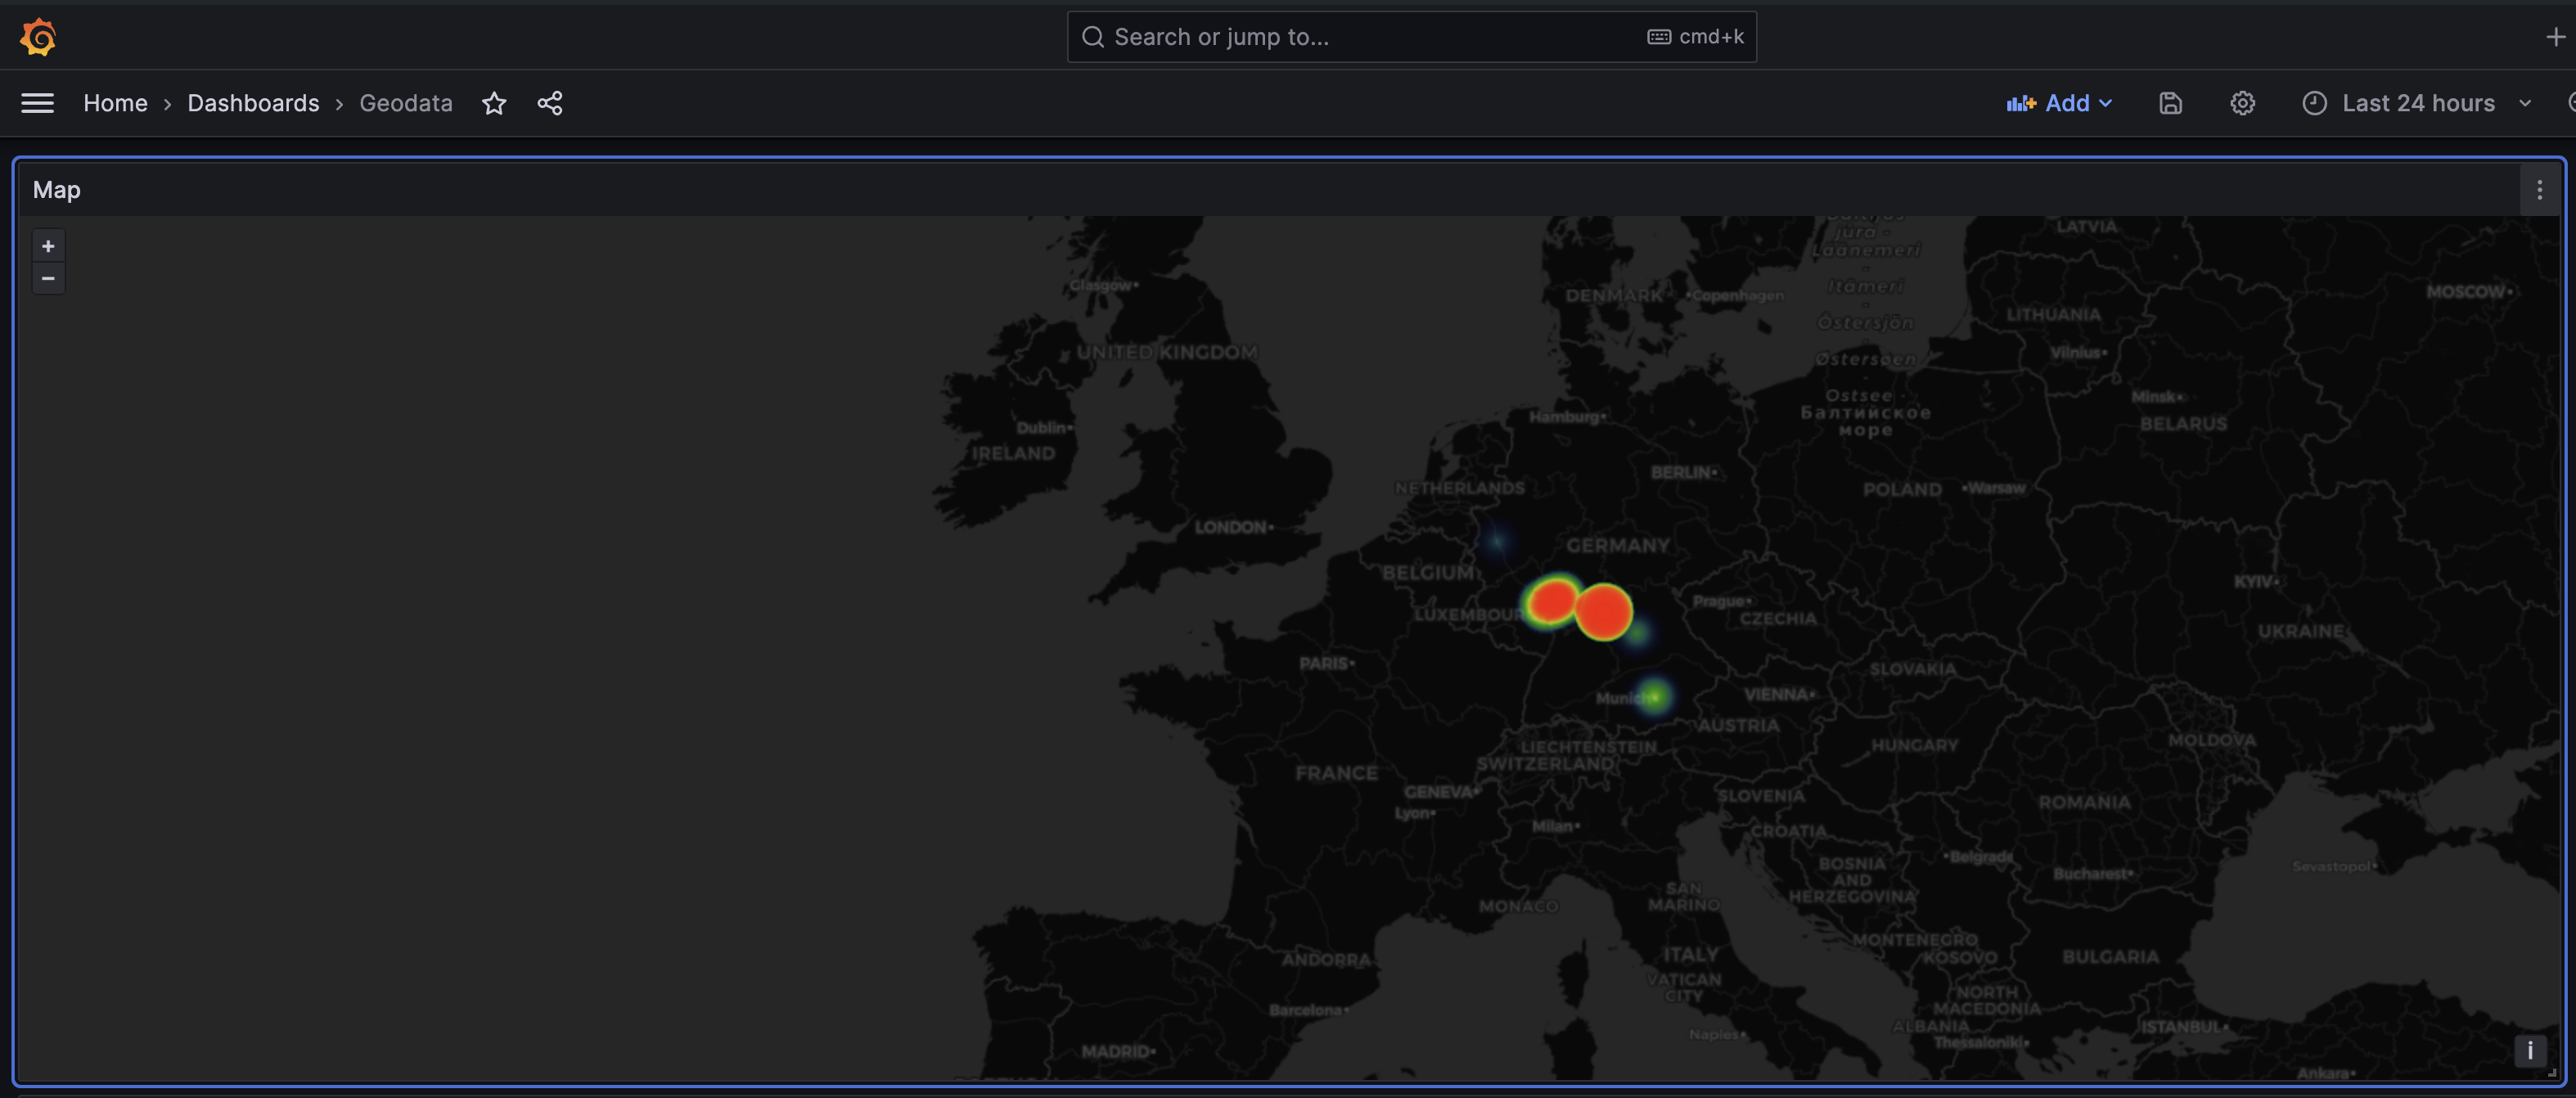 Search or jump to...
cmd+k
Home
Dashboards
Geodata
Add
Last 24 hours
Map
+
−
jūra -
Läänemeri
-
Itämeri
-
Östersjön
-
Østersøen
-
Ostsee -
Балтийское
море
LATVIA
Glasgow
DENMARK
Copenhagen
MOSCOW
LITHUANIA
UNITED KINGDOM
Vilnius
Minsk
BELARUS
Hamburg
Dublin
IRELAND
BERLIN
NETHERLANDS
POLAND
Warsaw
LONDON
GERMANY
BELGIUM
KYIV
Prague
LUXEMBOUR
CZECHIA
UKRAINE
PARIS
SLOVAKIA
Munich
VIENNA
AUSTRIA
MOLDOVA
LIECHTENSTEIN
HUNGARY
SWITZERLAND
FRANCE
GENEVA
SLOVENIA
ROMANIA
Lyon
Milan
CROATIA
Belgrade
BOSNIA
AND
HERZEGOVINA
Sevastopol
Bucharest
SAN
MARINO
MONACO
MONTENEGRO
KOSOVO
ITALY
BULGARIA
ANDORRA
VATICAN
CITY
NORTH
MACEDONIA
Barcelona
ALBANIA
ISTANBUL
Naples
Thessaloniki
MADRID
Ankara
i